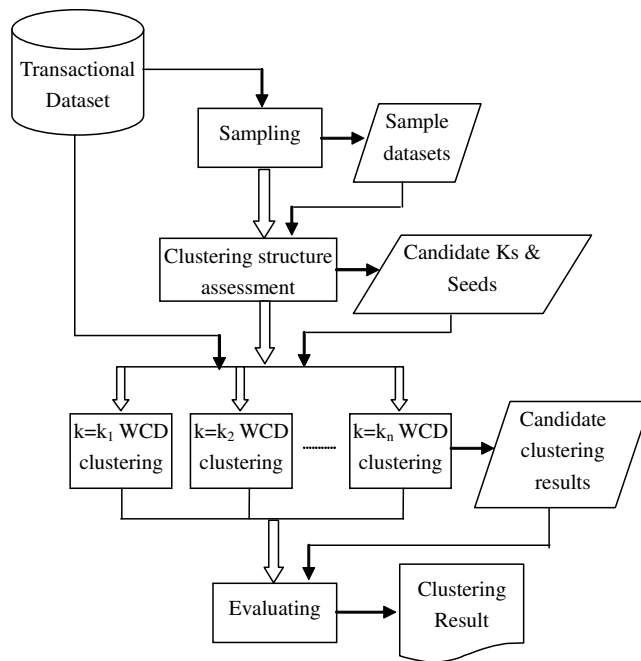 Transactional
Dataset
Sampling
Sample
datasets
Clustering structure
assessment
Candidate Ks &
Seeds
k=k₁ WCD
clustering
k=k₂ WCD
clustering
k=kₙ WCD
clustering
Candidate
clustering
results
Evaluating
Clustering
Result